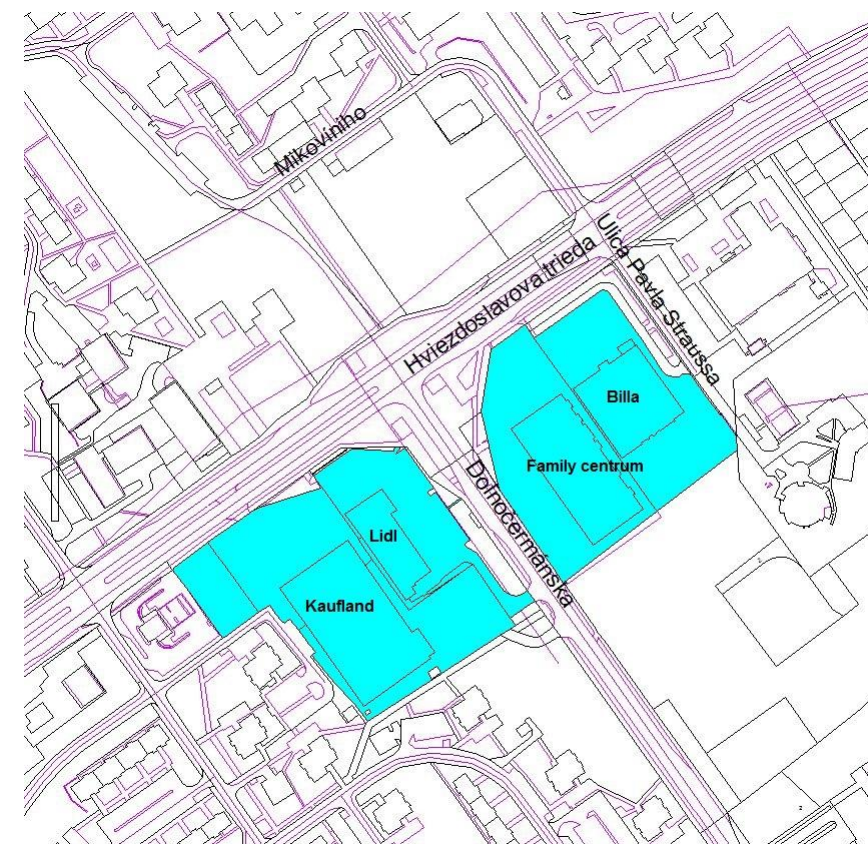 Mikovíniho
Ulica Pavla Straussa
Hviezdoslavova trieda
Billa
Family centrum
Dolnočermánska
Lidl
Kaufland